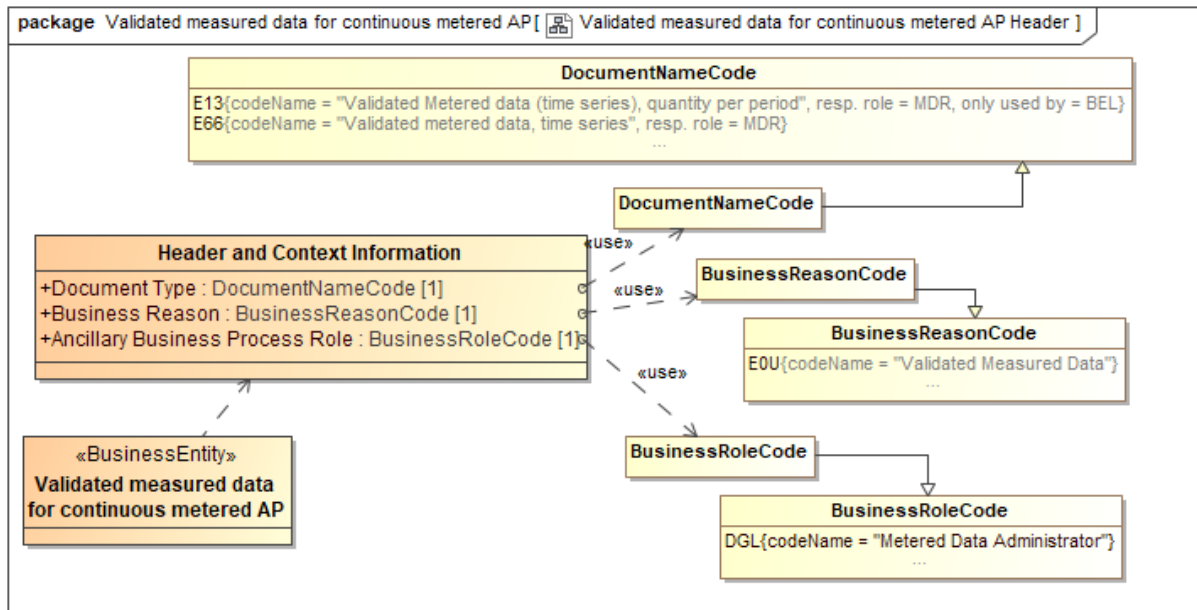 package Validated measured data for continuous metered AP[ Validated measured data for continuous metered AP Header ]
DocumentNameCode
E13{codeName = "Validated Metered data (time series), quantity per period", resp. role = MDR, only used by = BEL}
E66{codeName = "Validated metered data, time series", resp. role = MDR}
...
DocumentNameCode
«use»
Header and Context Information
+Document Type : DocumentNameCode [1]
+Business Reason : BusinessReasonCode [1]
+Ancillary Business Process Role : BusinessRoleCode [1]
«use»
BusinessReasonCode
BusinessReasonCode
E0U{codeName = "Validated Measured Data"}
...
«use»
«BusinessEntity»
Validated measured data
for continuous metered AP
BusinessRoleCode
BusinessRoleCode
DGL{codeName = "Metered Data Administrator"}
...